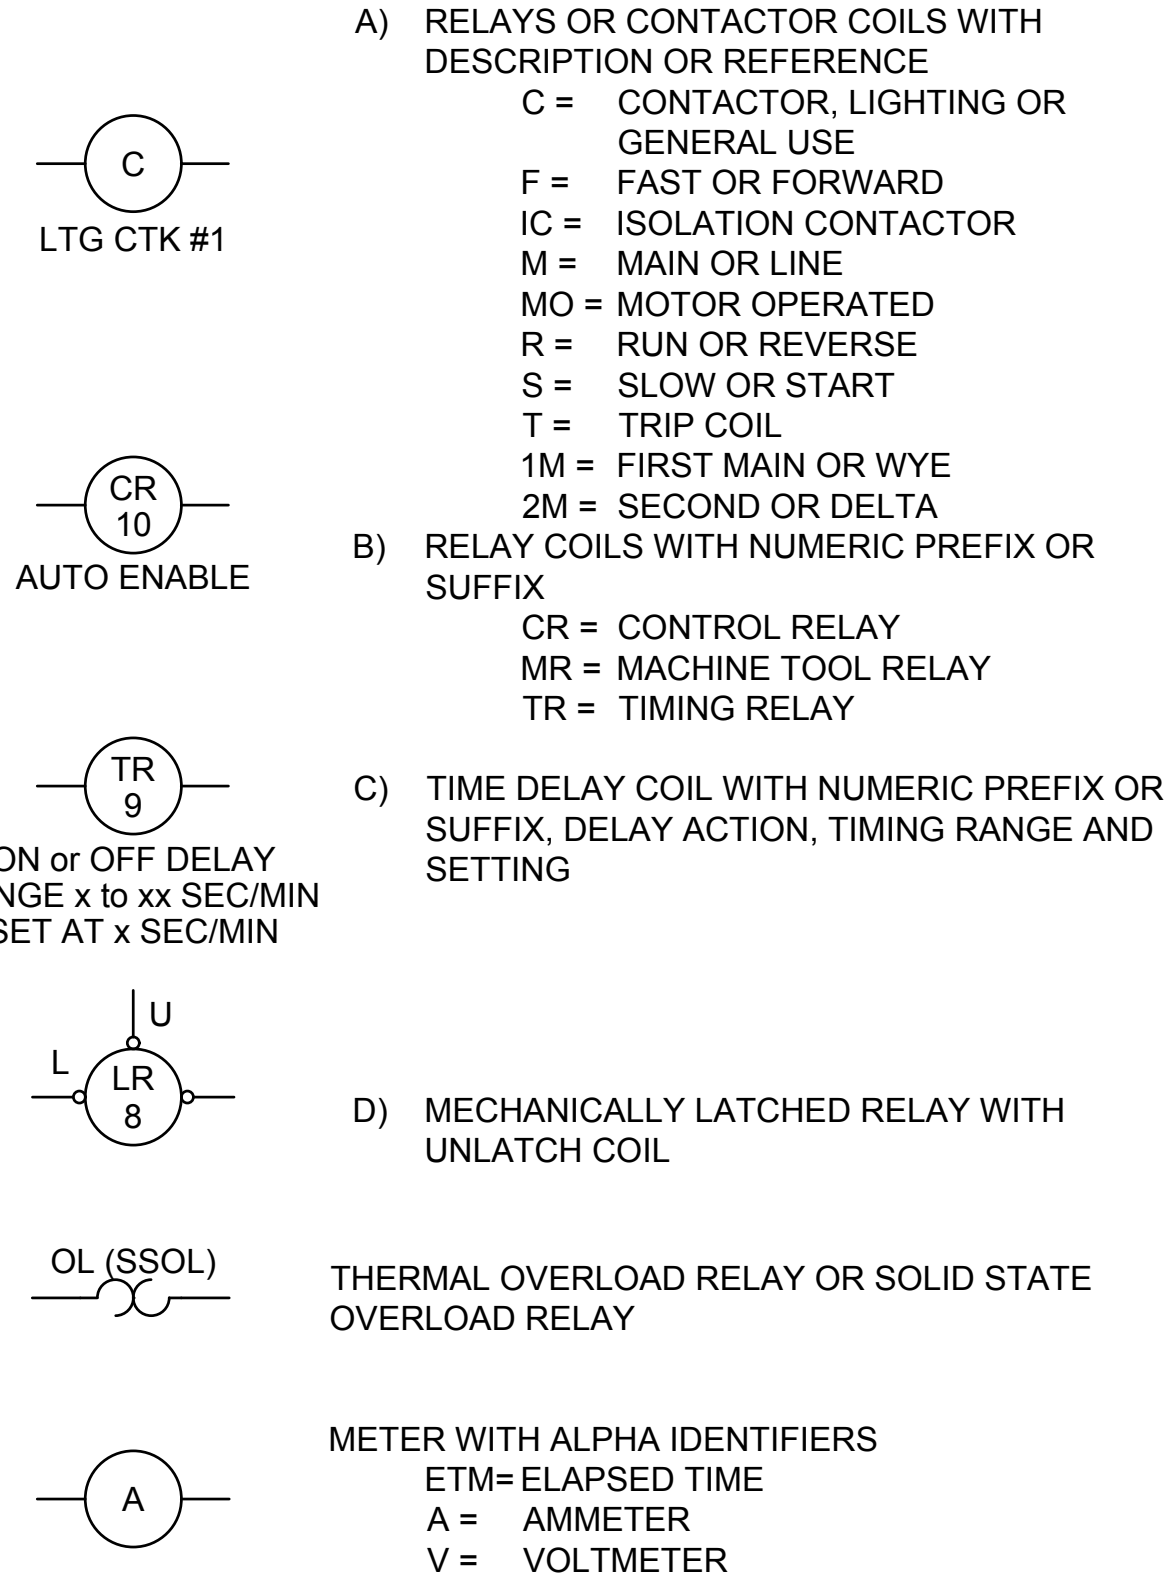 A) RELAYS OR CONTACTOR COILS WITH
DESCRIPTION OR REFERENCE
C = CONTACTOR, LIGHTING OR
GENERAL USE
F = FAST OR FORWARD
IC = ISOLATION CONTACTOR
M = MAIN OR LINE
MO = MOTOR OPERATED
R = RUN OR REVERSE
S = SLOW OR START
T = TRIP COIL
1M = FIRST MAIN OR WYE
2M = SECOND OR DELTA
C
LTG CTK #1
B) RELAY COILS WITH NUMERIC PREFIX OR
SUFFIX
CR = CONTROL RELAY
MR = MACHINE TOOL RELAY
TR = TIMING RELAY
CR
10
AUTO ENABLE
C) TIME DELAY COIL WITH NUMERIC PREFIX OR
SUFFIX, DELAY ACTION, TIMING RANGE AND
SETTING
TR
9
ON or OFF DELAY
NGE x to xx SEC/MIN
SET AT x SEC/MIN
U
L
LR
8
D) MECHANICALLY LATCHED RELAY WITH
UNLATCH COIL
OL (SSOL)
THERMAL OVERLOAD RELAY OR SOLID STATE
OVERLOAD RELAY
A
METER WITH ALPHA IDENTIFIERS
ETM= ELAPSED TIME
A = AMMETER
V = VOLTMETER